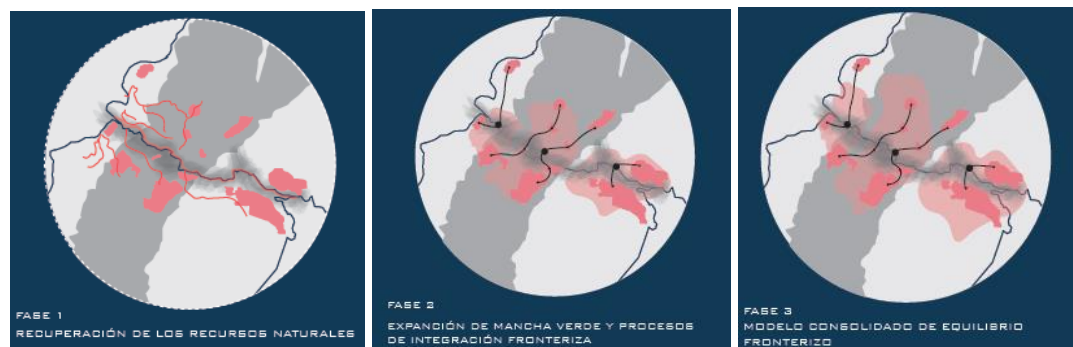 FASE 1
RECUPERACIÓN DE LOS RECURSOS NATURALES
FASE 2
EXPANCIÓN DE MANCHA VERDE Y PROCESOS
DE INTEGRACIÓN FRONTERIZA
FASE 3
MODELO CONSOLIDADO DE EQUILIBRIO
FRONTERIZO